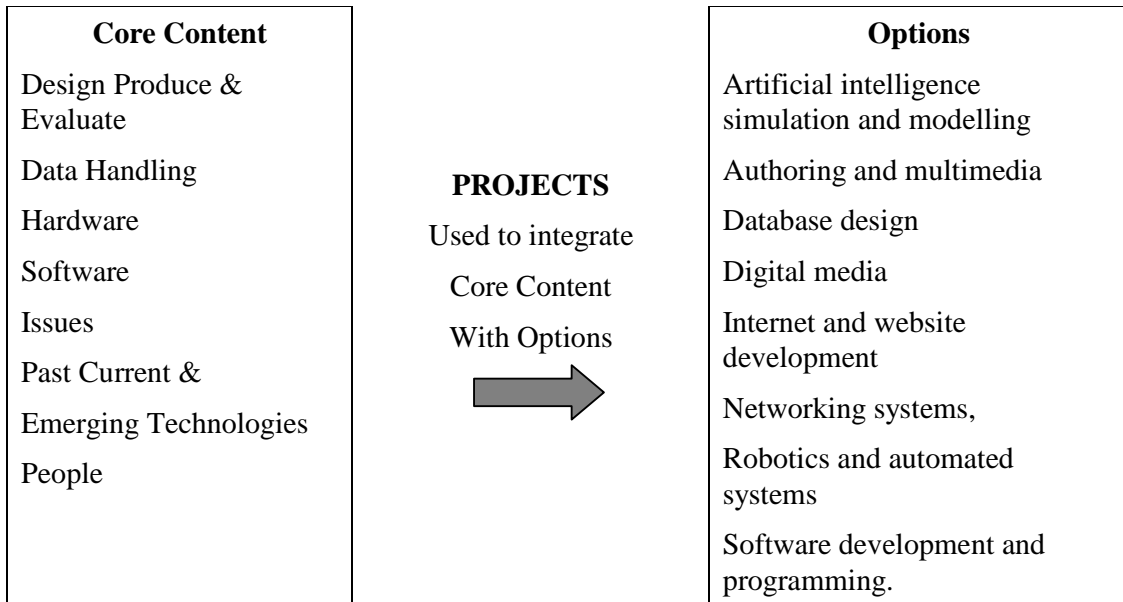 Core Content
Design Produce &
Evaluate
Data Handling
Hardware
Software
Issues
Past Current &
Emerging Technologies
People
PROJECTS
Used to integrate
Core Content
With Options
Options
Artificial intelligence
simulation and modelling
Authoring and multimedia
Database design
Digital media
Internet and website
development
Networking systems,
Robotics and automated
systems
Software development and
programming.